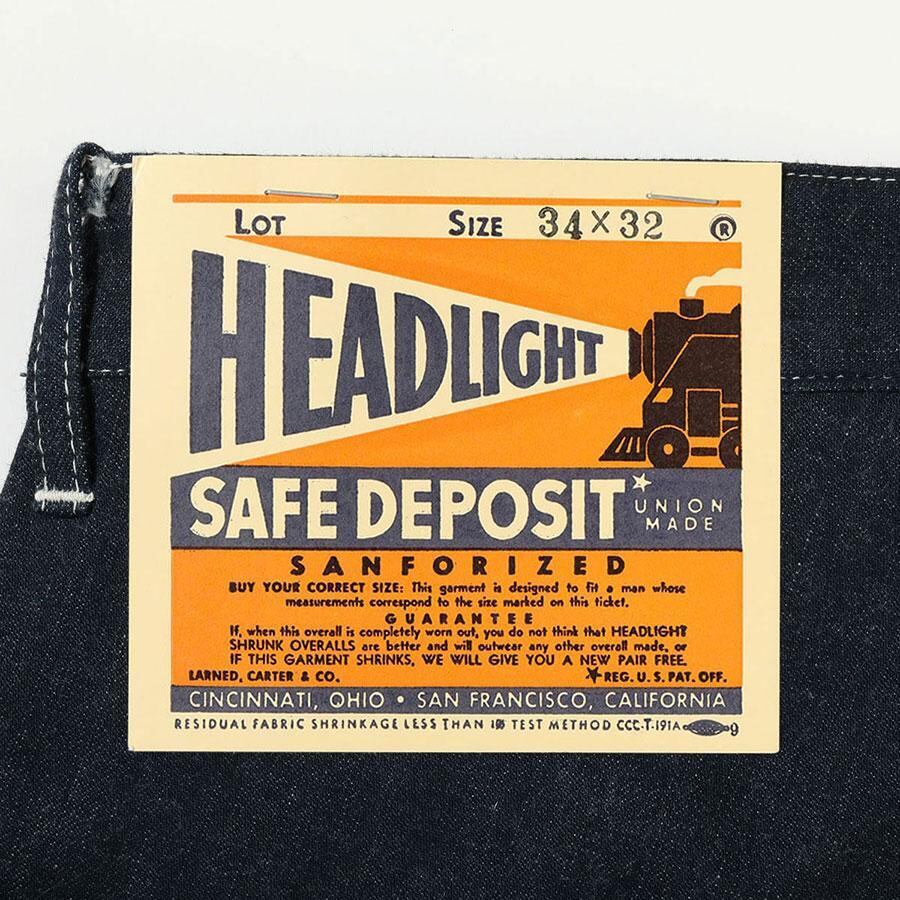 LOT SIZE 34×32 ®
HEADLIGHT
SAFE DEPOSIT★ UNION MADE
SANFORIZED
BUY YOUR CORRECT SIZE: This garment is designed to fit a man whose
measurements correspond to the size marked on this ticket.
GUARANTEE
If, when this overall is completely worn out, you do not think that HEADLIGHT
SHRUNK OVERALLS are better and will outwear any other overall made, or
IF THIS GARMENT SHRINKS, WE WILL GIVE YOU A NEW PAIR FREE.
LARNED, CARTER & CO. ★REG. U. S. PAT. OFF.
CINCINNATI, OHIO • SAN FRANCISCO, CALIFORNIA
RESIDUAL FABRIC SHRINKAGE LESS THAN TEST METHOD CCC-T-191A 9